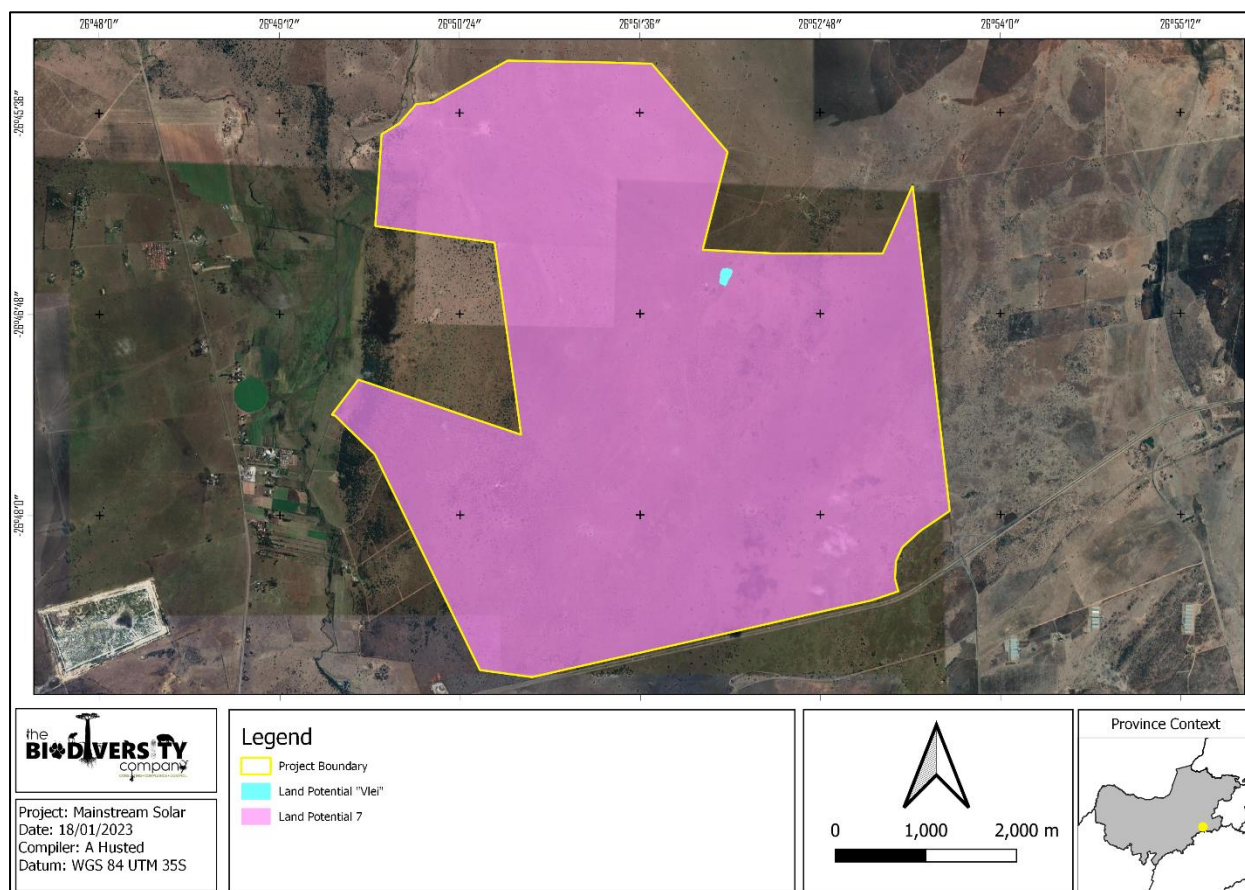 26°48'0" 26°49'12" 26°50'24" 26°51'36" 26°52'48" 26°54'0" 26°55'12"
-26°45'36"
-26°46'48"
-26°48'0"
the
BIODIVERSITY
company
Project: Mainstream Solar
Date: 18/01/2023
Compiler: A Husted
Datum: WGS 84 UTM 35S
Legend
Project Boundary
Land Potential "Vlei"
Land Potential 7
0 1,000 2,000 m
Province Context